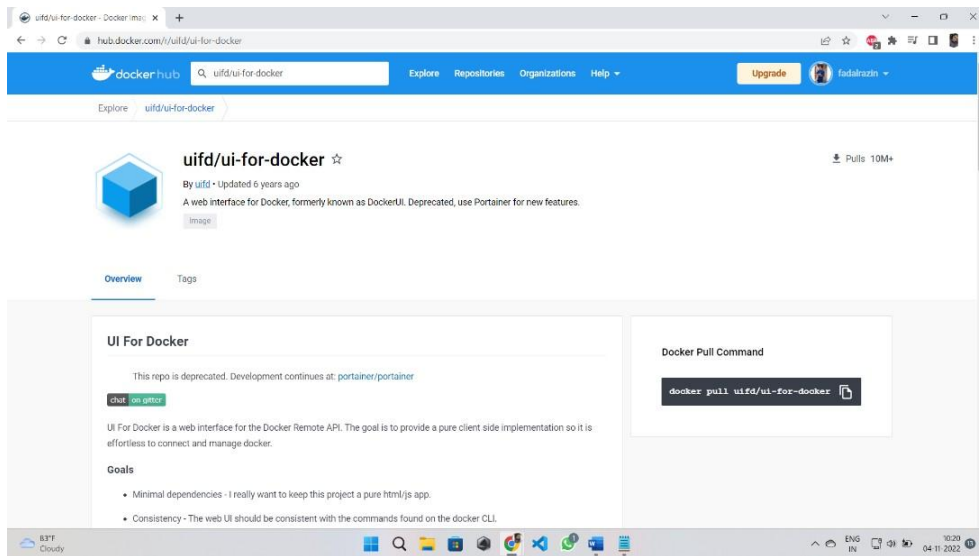 uifd/ui-for-docker - Docker Imag
hub.docker.com/r/uifd/ui-for-docker
dockerhub
uifd/ui-for-docker
Explore Repositories Organizations Help
Upgrade
fadalrazin
Explore uifd/ui-for-docker
uifd/ui-for-docker
Pulls 10M+
By uifd • Updated 6 years ago
A web interface for Docker, formerly known as DockerUI. Deprecated, use Portainer for new features.
Image
Overview Tags
UI For Docker
This repo is deprecated. Development continues at: portainer/portainer
chat on gitter
UI For Docker is a web interface for the Docker Remote API. The goal is to provide a pure client side implementation so it is
effortless to connect and manage docker.
Goals
• Minimal dependencies - I really want to keep this project a pure html/js app.
• Consistency - The web UI should be consistent with the commands found on the docker CLI.
Docker Pull Command
docker pull uifd/ui-for-docker
83°F
Cloudy
ENG
IN
10:20
04-11-2022